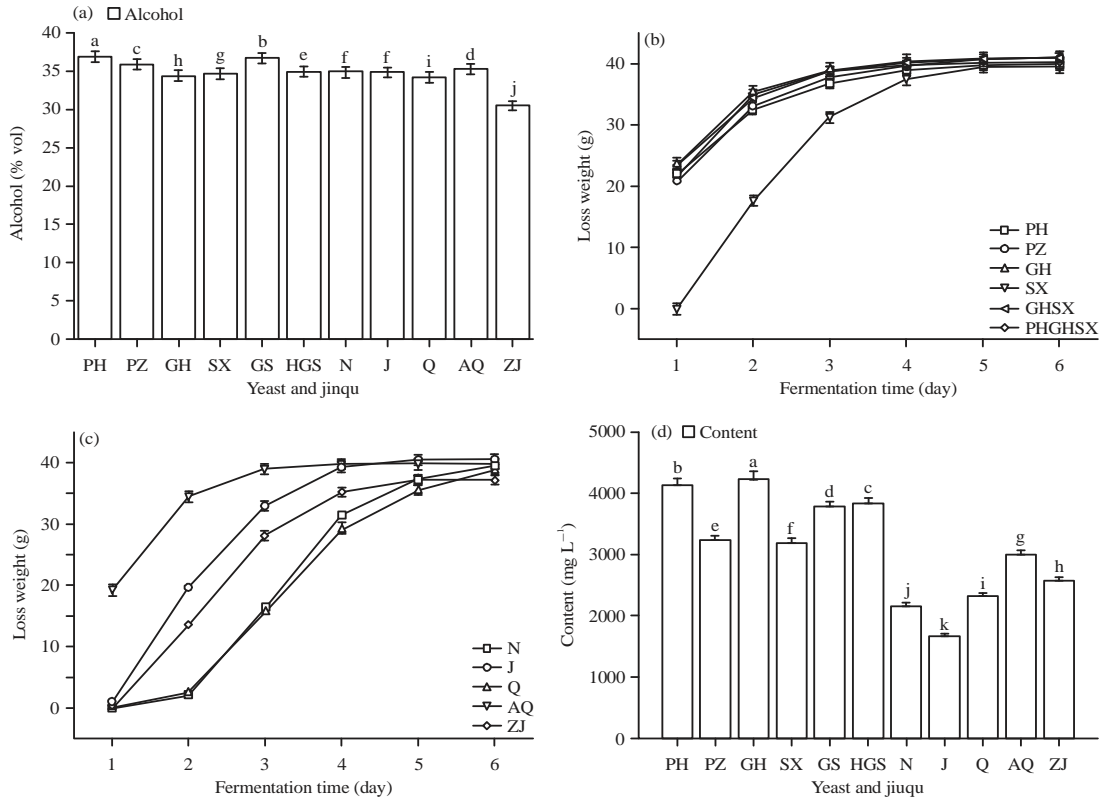 (a) Alcohol
40
35
30
25
20
15
10
5
0
a c h g b e f f i d j
PH PZ GH SX GS HGS N J Q AQ ZJ
Alcohol (% vol)
Yeast and jinqu
(b)
40
30
20
10
0
1 2 3 4 5 6
Loss weight (g)
Fermentation time (day)
PH
PZ
GH
SX
GHSX
PHGHSX
(c)
40
30
20
10
0
1 2 3 4 5 6
Loss weight (g)
Fermentation time (day)
N
J
Q
AQ
ZJ
(d) Content
5000
4000
3000
2000
1000
0
b e a f d c j k i g h
PH PZ GH SX GS HGS N J Q AQ ZJ
Content (mg L⁻¹)
Yeast and jiuqu